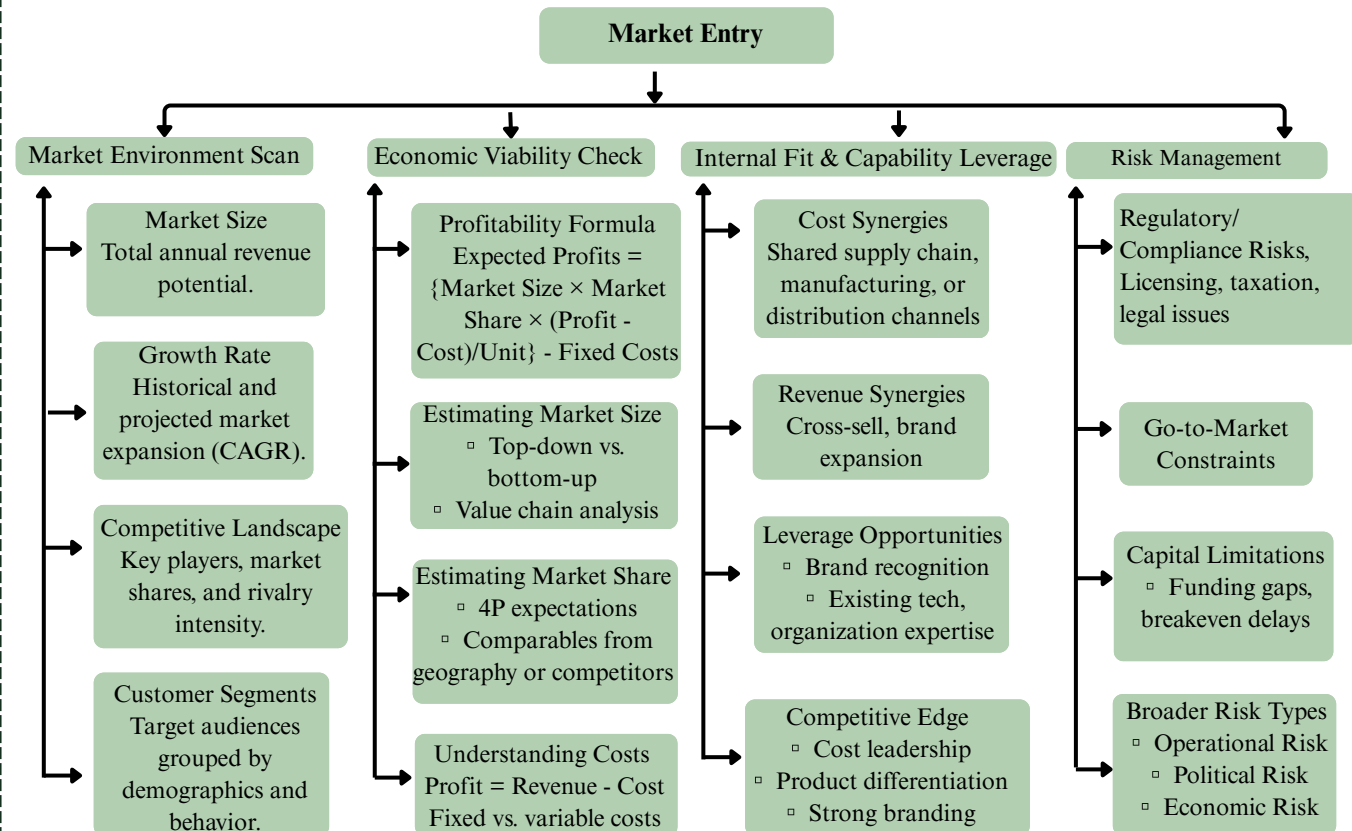 Market Entry
Market Environment Scan
Market Size
Total annual revenue
potential.
Growth Rate
Historical and
projected market
expansion (CAGR).
Competitive Landscape
Key players, market
shares, and rivalry
intensity.
Customer Segments
Target audiences
grouped by
demographics and
behavior.
Economic Viability Check
Profitability Formula
Expected Profits =
{Market Size × Market
Share × (Profit -
Cost)/Unit} - Fixed Costs
Estimating Market Size
▫ Top-down vs.
bottom-up
▫ Value chain analysis
Estimating Market Share
▫ 4P expectations
▫ Comparables from
geography or competitors
Understanding Costs
Profit = Revenue - Cost
Fixed vs. variable costs
Internal Fit & Capability Leverage
Cost Synergies
Shared supply chain,
manufacturing, or
distribution channels
Revenue Synergies
Cross-sell, brand
expansion
Leverage Opportunities
▫ Brand recognition
▫ Existing tech,
organization expertise
Competitive Edge
▫ Cost leadership
▫ Product differentiation
▫ Strong branding
Risk Management
Regulatory/
Compliance Risks,
Licensing, taxation,
legal issues
Go-to-Market
Constraints
Capital Limitations
▫ Funding gaps,
breakeven delays
Broader Risk Types
▫ Operational Risk
▫ Political Risk
▫ Economic Risk